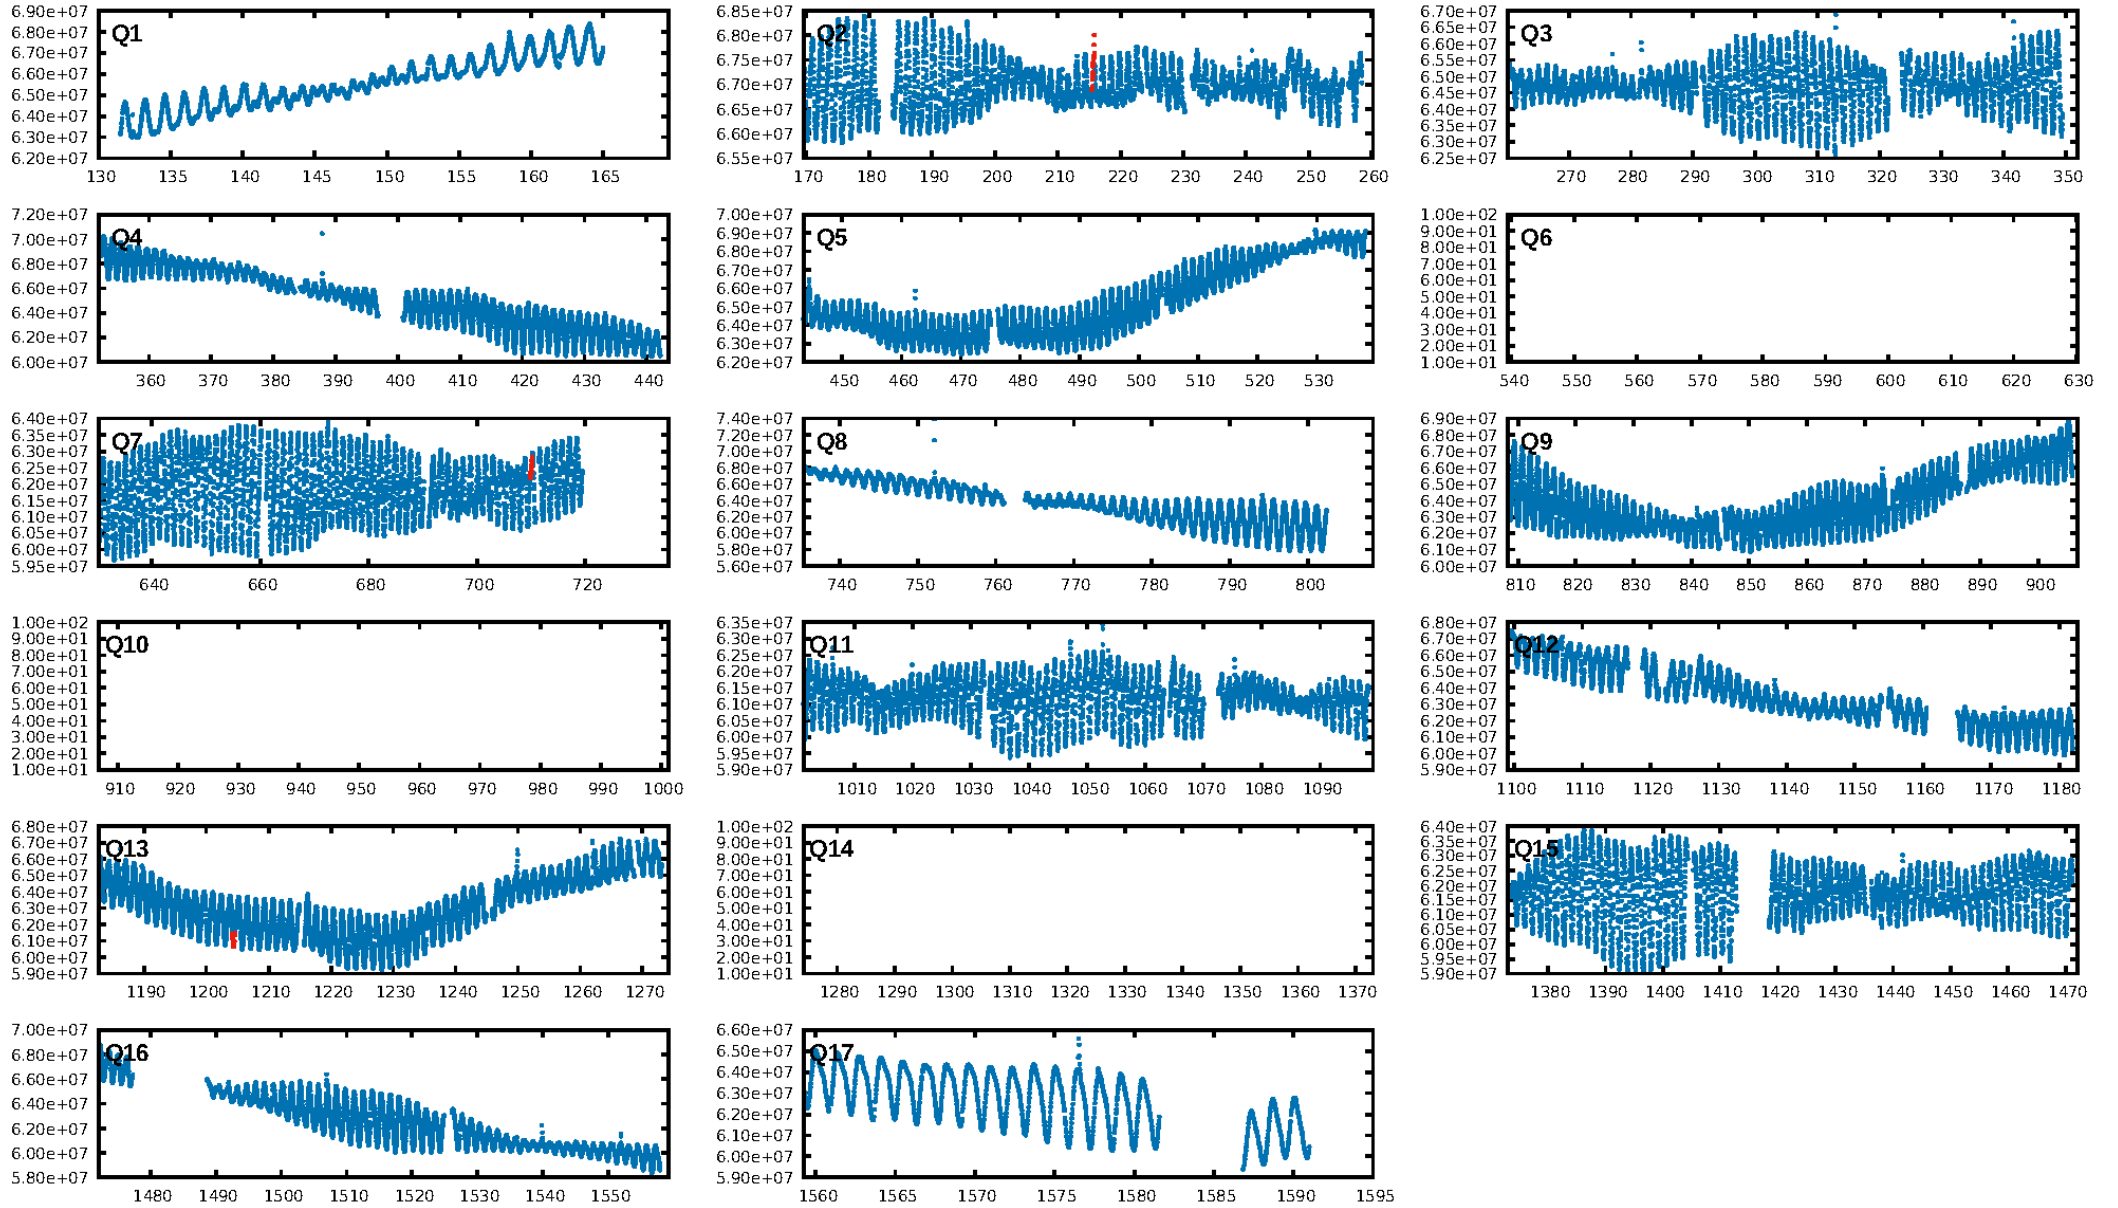 Q1
6.90e+07
6.80e+07
6.70e+07
6.60e+07
6.50e+07
6.40e+07
6.30e+07
6.20e+07
130 135 140 145 150 155 160 165
Q2
6.85e+07
6.80e+07
6.75e+07
6.70e+07
6.65e+07
6.60e+07
6.55e+07
170 180 190 200 210 220 230 240 250 260
Q3
6.70e+07
6.65e+07
6.60e+07
6.55e+07
6.50e+07
6.45e+07
6.40e+07
6.35e+07
6.30e+07
6.25e+07
270 280 290 300 310 320 330 340 350
Q4
7.20e+07
7.00e+07
6.80e+07
6.60e+07
6.40e+07
6.20e+07
6.00e+07
360 370 380 390 400 410 420 430 440
Q5
7.00e+07
6.90e+07
6.80e+07
6.70e+07
6.60e+07
6.50e+07
6.40e+07
6.30e+07
6.20e+07
450 460 470 480 490 500 510 520 530
Q6
1.00e+02
9.00e+01
8.00e+01
7.00e+01
6.00e+01
5.00e+01
4.00e+01
3.00e+01
2.00e+01
1.00e+01
540 550 560 570 580 590 600 610 620 630
Q7
6.40e+07
6.35e+07
6.30e+07
6.25e+07
6.20e+07
6.15e+07
6.10e+07
6.05e+07
6.00e+07
5.95e+07
640 660 680 700 720
Q8
7.40e+07
7.20e+07
7.00e+07
6.80e+07
6.60e+07
6.40e+07
6.20e+07
6.00e+07
5.80e+07
5.60e+07
740 750 760 770 780 790 800
Q9
6.90e+07
6.80e+07
6.70e+07
6.60e+07
6.50e+07
6.40e+07
6.30e+07
6.20e+07
6.10e+07
6.00e+07
810 820 830 840 850 860 870 880 890 900
Q10
1.00e+02
9.00e+01
8.00e+01
7.00e+01
6.00e+01
5.00e+01
4.00e+01
3.00e+01
2.00e+01
1.00e+01
910 920 930 940 950 960 970 980 990 1000
Q11
6.35e+07
6.30e+07
6.25e+07
6.20e+07
6.15e+07
6.10e+07
6.05e+07
6.00e+07
5.95e+07
5.90e+07
1010 1020 1030 1040 1050 1060 1070 1080 1090
Q12
6.80e+07
6.70e+07
6.60e+07
6.50e+07
6.40e+07
6.30e+07
6.20e+07
6.10e+07
6.00e+07
5.90e+07
1100 1110 1120 1130 1140 1150 1160 1170 1180
Q13
6.80e+07
6.70e+07
6.60e+07
6.50e+07
6.40e+07
6.30e+07
6.20e+07
6.10e+07
6.00e+07
5.90e+07
1190 1200 1210 1220 1230 1240 1250 1260 1270
Q14
1.00e+02
9.00e+01
8.00e+01
7.00e+01
6.00e+01
5.00e+01
4.00e+01
3.00e+01
2.00e+01
1.00e+01
1280 1290 1300 1310 1320 1330 1340 1350 1360 1370
Q15
6.40e+07
6.35e+07
6.30e+07
6.25e+07
6.20e+07
6.15e+07
6.10e+07
6.05e+07
6.00e+07
5.95e+07
5.90e+07
1380 1390 1400 1410 1420 1430 1440 1450 1460 1470
Q16
7.00e+07
6.80e+07
6.60e+07
6.40e+07
6.20e+07
6.00e+07
5.80e+07
1480 1490 1500 1510 1520 1530 1540 1550
Q17
6.60e+07
6.50e+07
6.40e+07
6.30e+07
6.20e+07
6.10e+07
6.00e+07
5.90e+07
1560 1565 1570 1575 1580 1585 1590 1595